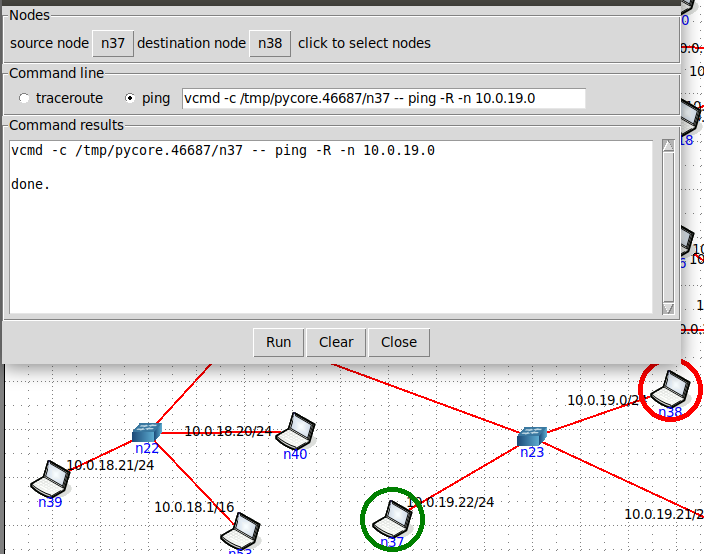 Nodes
source node n37 destination node n38 click to select nodes
Command line
traceroute ping vcmd -c /tmp/pycore.46687/n37 -- ping -R -n 10.0.19.0
Command results
vcmd -c /tmp/pycore.46687/n37 -- ping -R -n 10.0.19.0
done.
Run Clear Close
10.0.19.0/2
n38
10.0.18.20/24
n22
n40
n23
10.0.18.21/24
n39
10.0.18.1/16
10.0.19.22/24
10.0.19.21/2
n37
n53